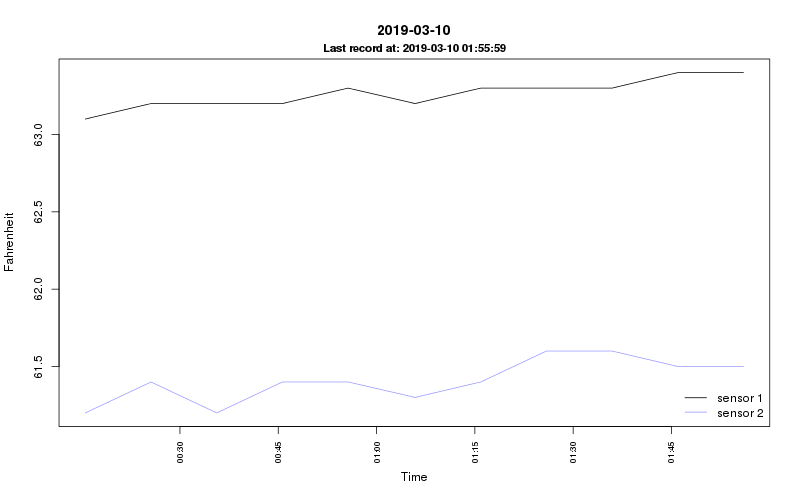 2019-03-10
Last record at: 2019-03-10 01:55:59
Fahrenheit
63.0
62.5
62.0
61.5
sensor 1
sensor 2
00:30 00:45 01:00 01:15 01:30 01:45
Time